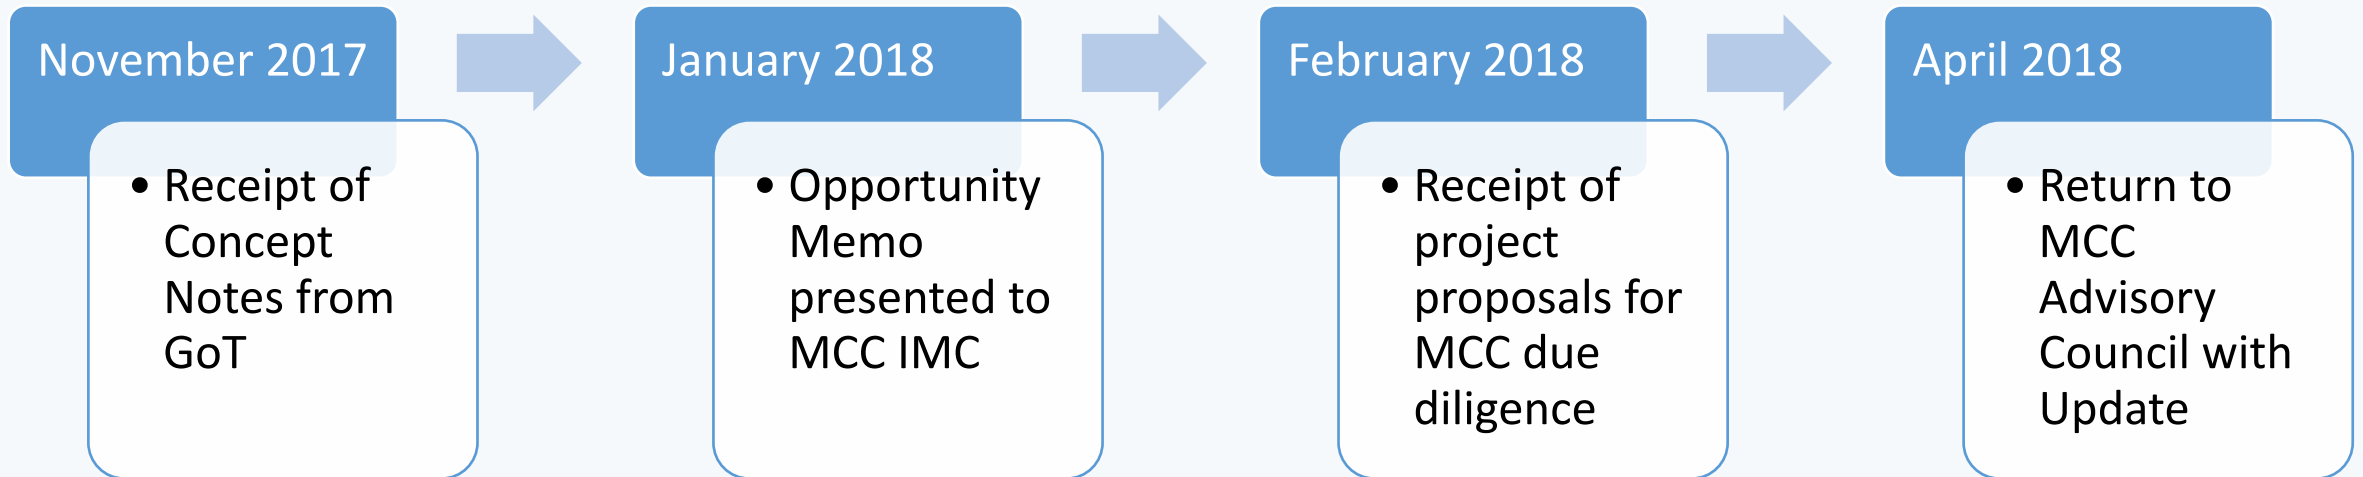 November 2017
• Receipt of
Concept
Notes from
GoT
January 2018
• Opportunity
Memo
presented to
MCC IMC
February 2018
• Receipt of
project
proposals for
MCC due
diligence
April 2018
• Return to
MCC
Advisory
Council with
Update